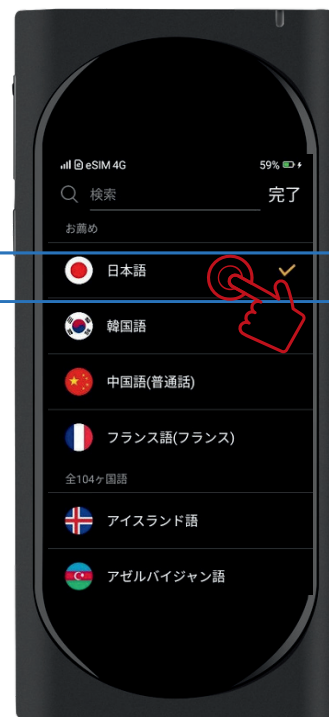 eSIM 4G 59%
検索 完了
お薦め
日本語
韓国語
中国語(普通話)
フランス語(フランス)
全104ヶ国語
アイスランド語
アゼルバイジャン語